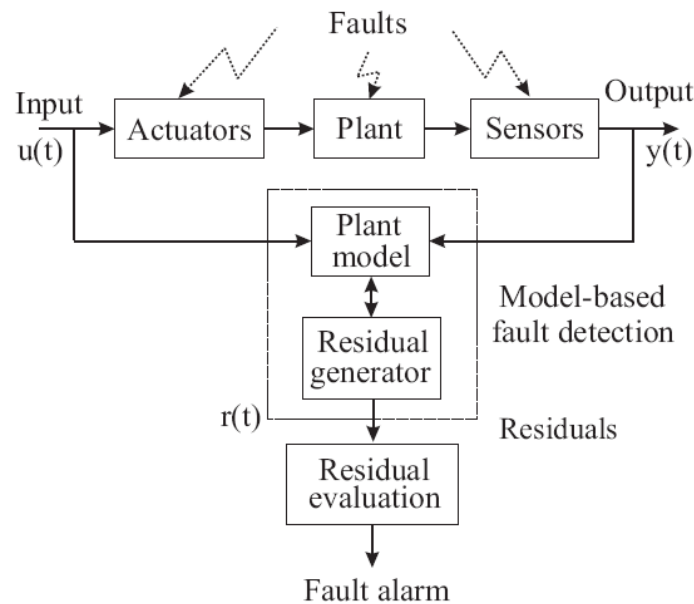 Faults
Input
Output
Actuators
Plant
Sensors
u(t)
y(t)
Plant
model
Model-based
fault detection
Residual
generator
r(t)
Residuals
Residual
evaluation
Fault alarm